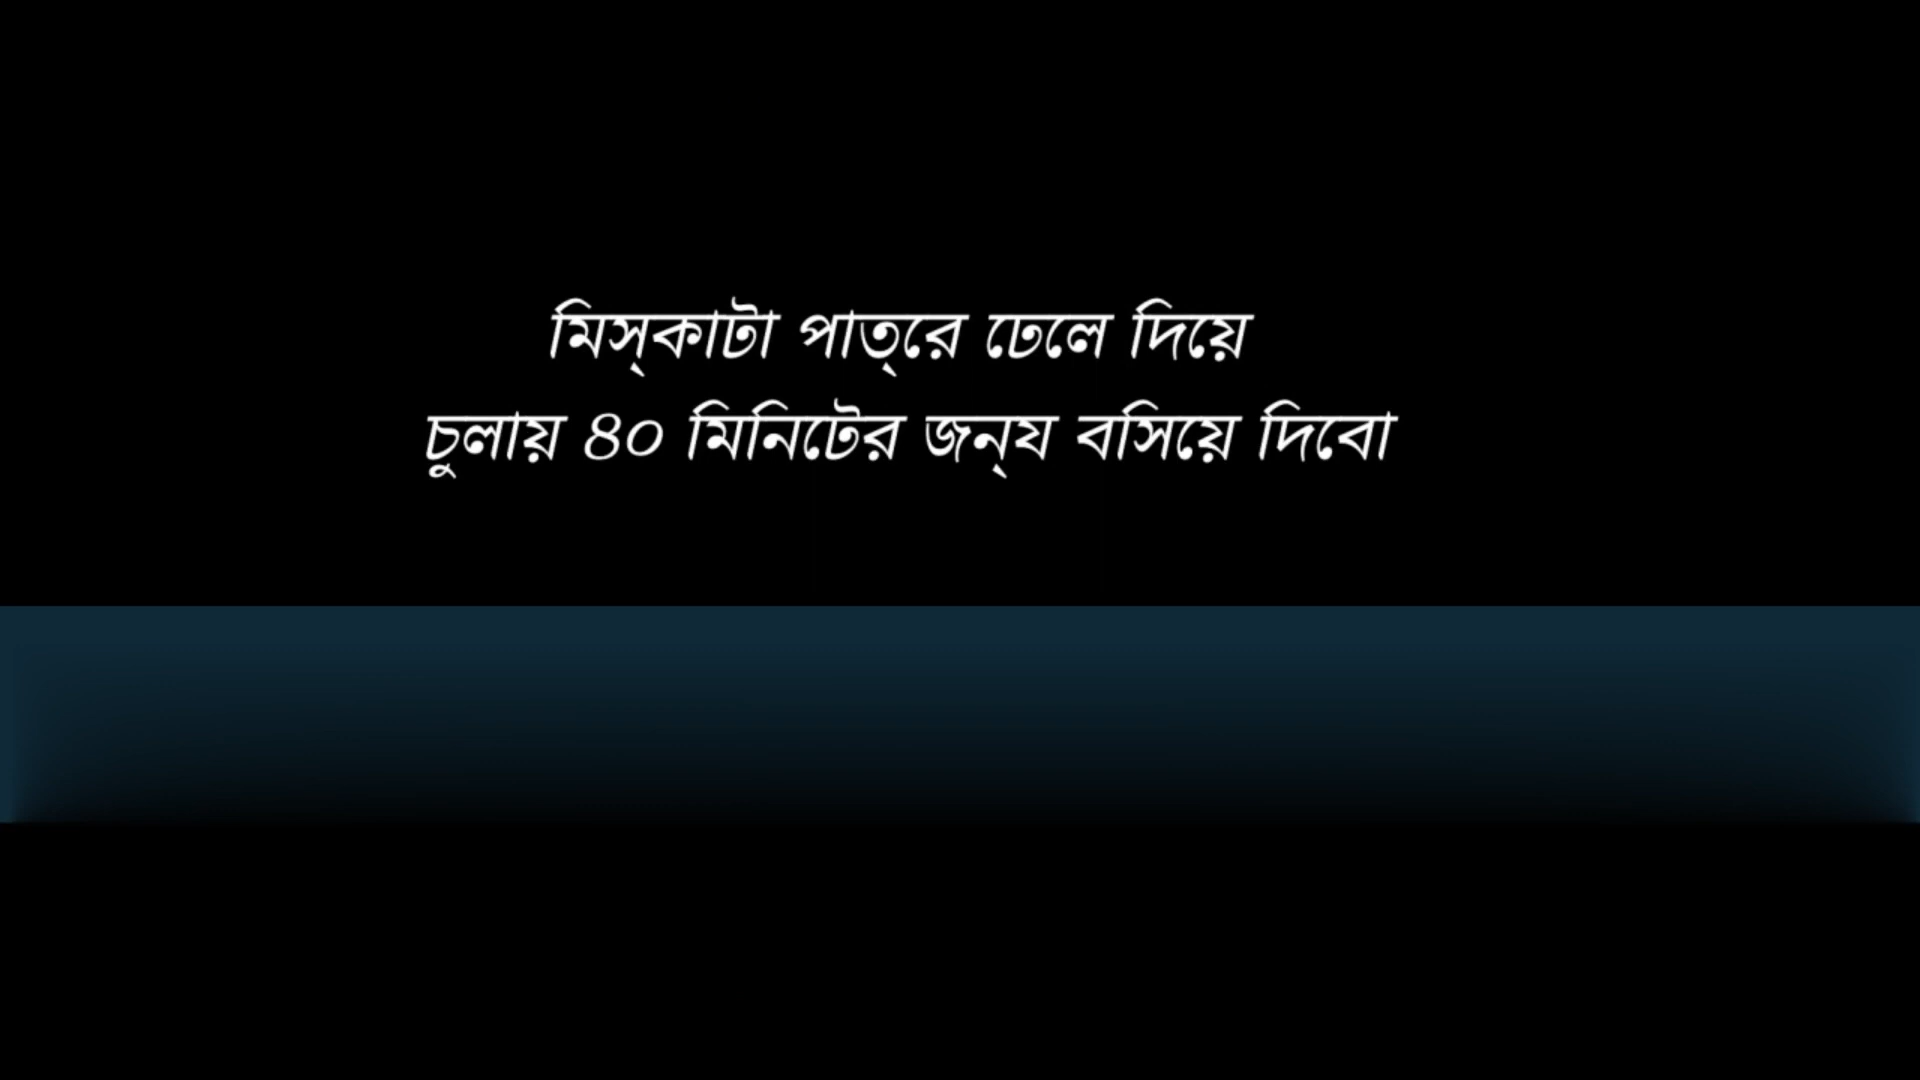 মিস্কাটা পাত্রে ঢেলে দিয়ে
চুলায় ৪০ মিনিটের জন্য বসিয়ে দিবো